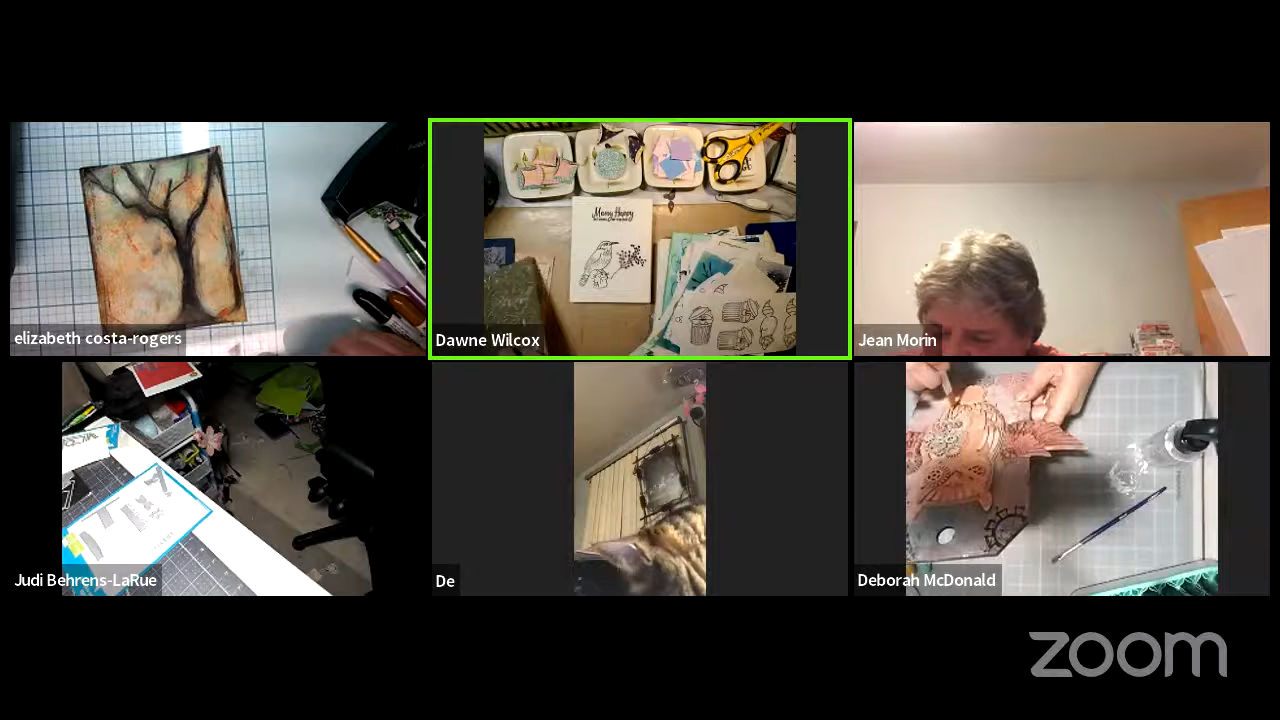 Merry Happy
elizabeth costa-rogers
Dawne Wilcox
Jean Morin
Judi Behrens-LaRue
De
Deborah McDonald
zoom